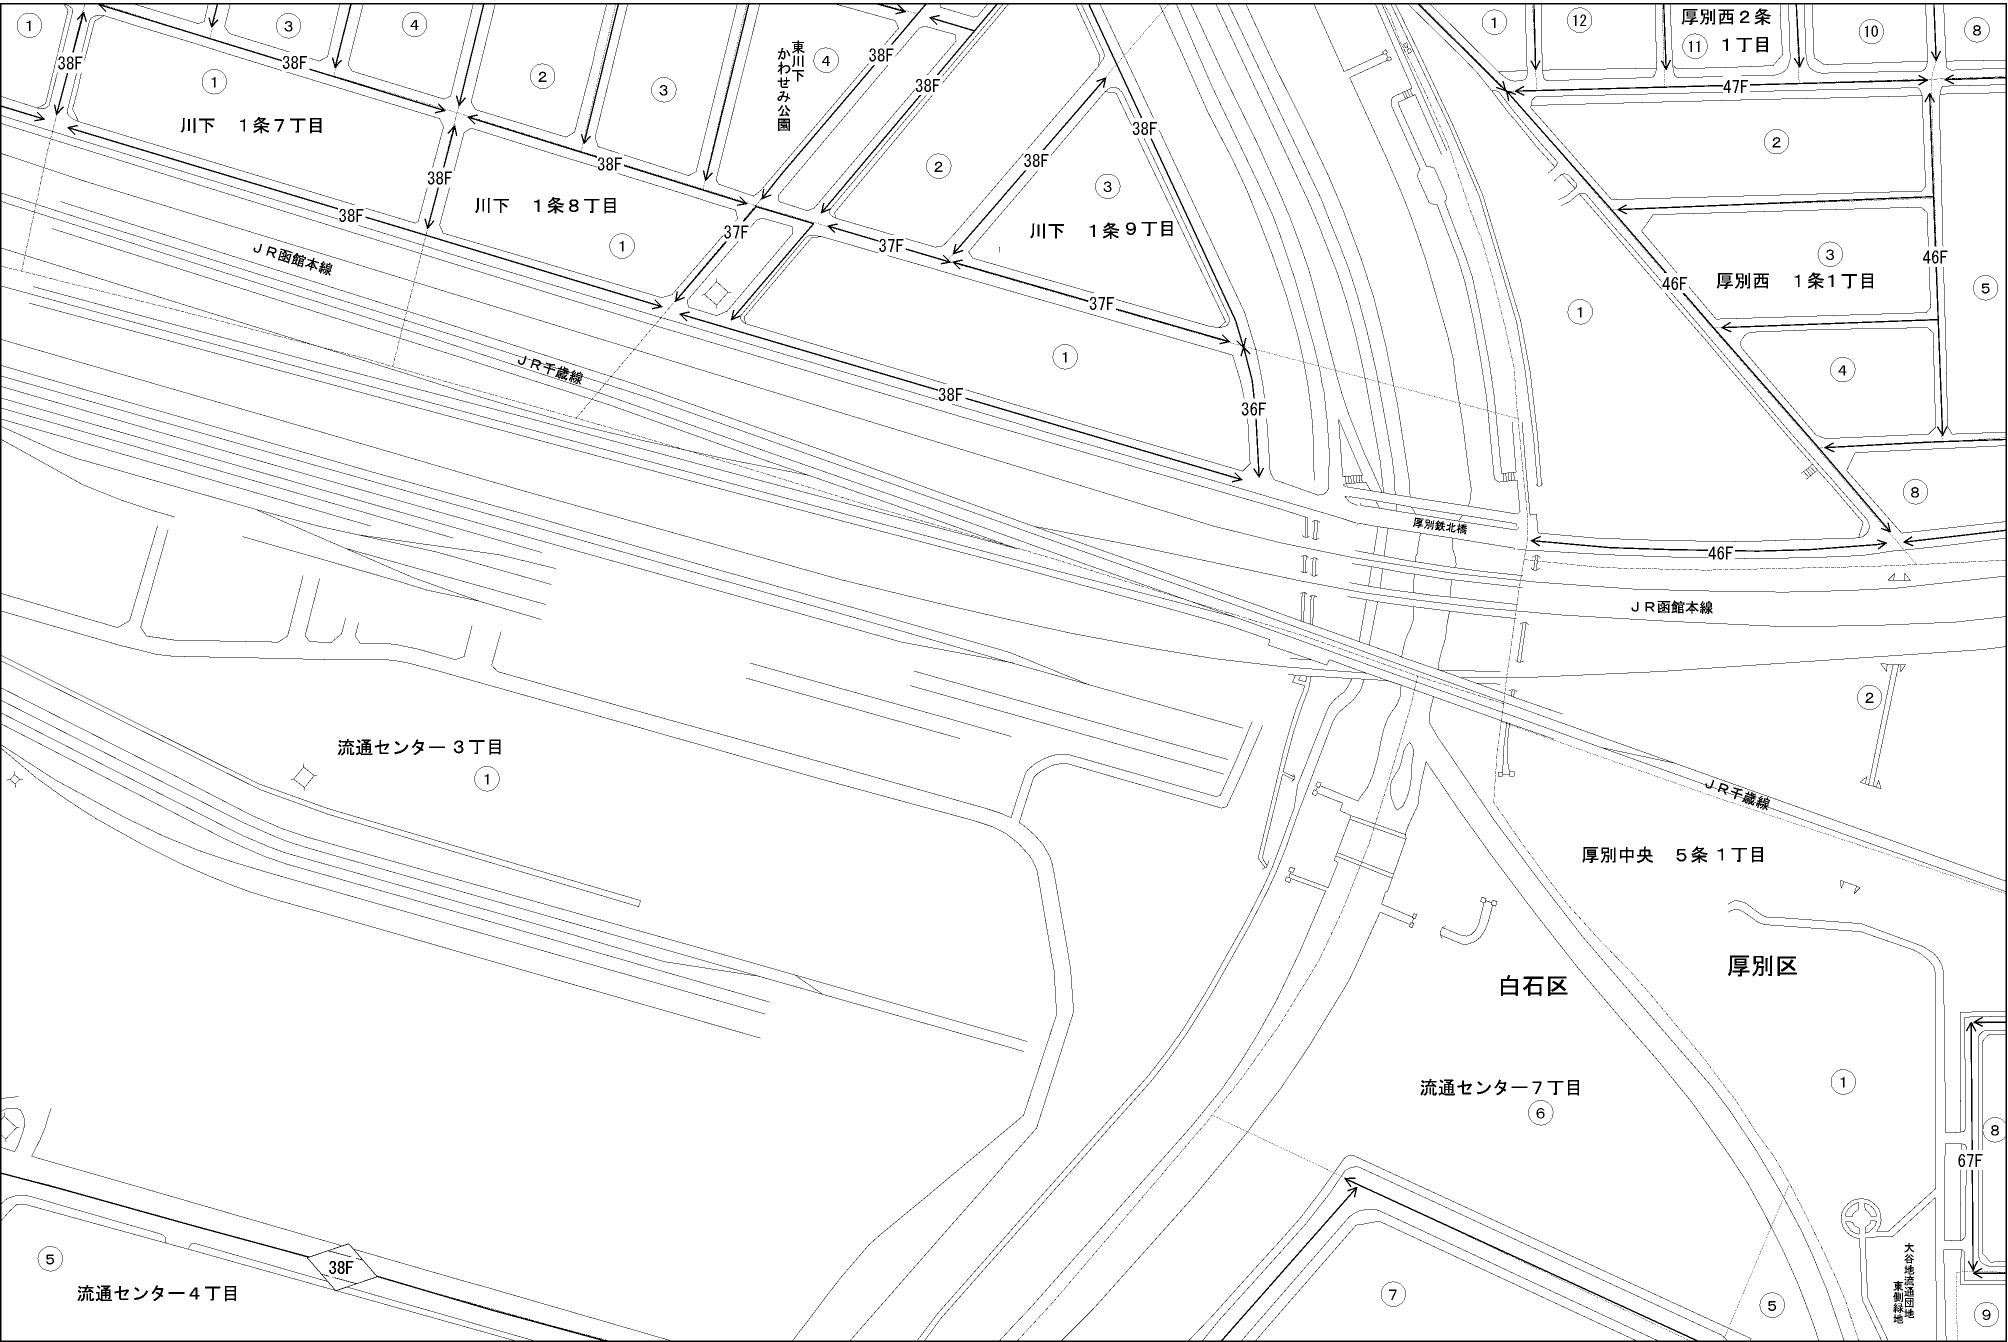 1
3
4
12
1
厚別西２条
11 １丁目
10
8
38F
38F
1
2
3
東川下
かわせみ公園
4
38F
38F
47F
川下 １条７丁目
38F
38F
2
2
38F
38F
3
38F
川下 １条８丁目
38F
1
37F
37F
川下 １条９丁目
46F
3
46F
厚別西 １条１丁目
5
ＪＲ函館本線
37F
1
1
ＪＲ千歳線
38F
36F
4
8
厚別鉄北橋
46F
ＪＲ函館本線
2
流通センター３丁目
1
ＪＲ千歳線
厚別中央 ５条１丁目
厚別区
白石区
流通センター７丁目
6
1
8
67F
5
38F
流通センター４丁目
7
5
大谷地流通団地
東側緑地
9